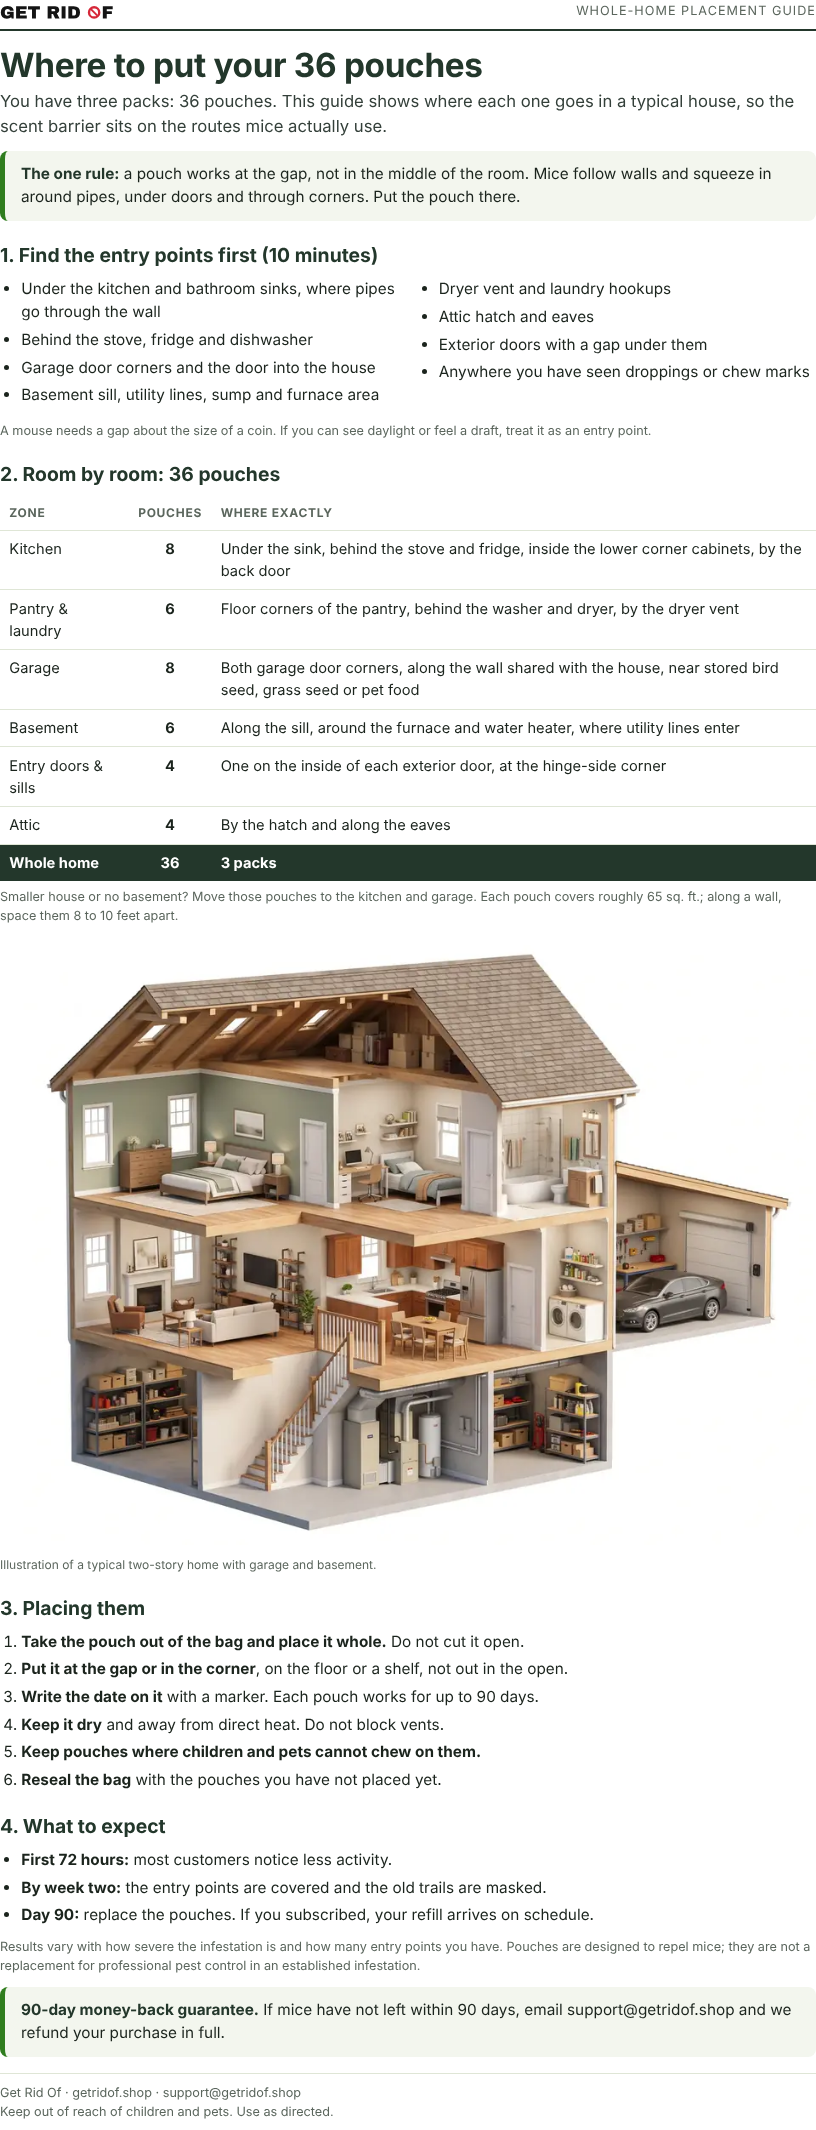 GET RID OF
WHOLE-HOME PLACEMENT GUIDE
Where to put your 36 pouches
You have three packs: 36 pouches. This guide shows where each one goes in a typical house, so the
scent barrier sits on the routes mice actually use.
The one rule: a pouch works at the gap, not in the middle of the room. Mice follow walls and squeeze in
around pipes, under doors and through corners. Put the pouch there.
1. Find the entry points first (10 minutes)
• Under the kitchen and bathroom sinks, where pipes
go through the wall
• Behind the stove, fridge and dishwasher
• Garage door corners and the door into the house
• Basement sill, utility lines, sump and furnace area
• Dryer vent and laundry hookups
• Attic hatch and eaves
• Exterior doors with a gap under them
• Anywhere you have seen droppings or chew marks
A mouse needs a gap about the size of a coin. If you can see daylight or feel a draft, treat it as an entry point.
2. Room by room: 36 pouches
ZONE POUCHES WHERE EXACTLY
Kitchen 8 Under the sink, behind the stove and fridge, inside the lower corner cabinets, by the
back door
Pantry & 6 Floor corners of the pantry, behind the washer and dryer, by the dryer vent
laundry
Garage 8 Both garage door corners, along the wall shared with the house, near stored bird
seed, grass seed or pet food
Basement 6 Along the sill, around the furnace and water heater, where utility lines enter
Entry doors & 4 One on the inside of each exterior door, at the hinge-side corner
sills
Attic 4 By the hatch and along the eaves
Whole home 36 3 packs
Smaller house or no basement? Move those pouches to the kitchen and garage. Each pouch covers roughly 65 sq. ft.; along a wall,
space them 8 to 10 feet apart.
Illustration of a typical two-story home with garage and basement.
3. Placing them
1. Take the pouch out of the bag and place it whole. Do not cut it open.
2. Put it at the gap or in the corner, on the floor or a shelf, not out in the open.
3. Write the date on it with a marker. Each pouch works for up to 90 days.
4. Keep it dry and away from direct heat. Do not block vents.
5. Keep pouches where children and pets cannot chew on them.
6. Reseal the bag with the pouches you have not placed yet.
4. What to expect
• First 72 hours: most customers notice less activity.
• By week two: the entry points are covered and the old trails are masked.
• Day 90: replace the pouches. If you subscribed, your refill arrives on schedule.
Results vary with how severe the infestation is and how many entry points you have. Pouches are designed to repel mice; they are not a
replacement for professional pest control in an established infestation.
90-day money-back guarantee. If mice have not left within 90 days, email support@getridof.shop and we
refund your purchase in full.
Get Rid Of · getridof.shop · support@getridof.shop
Keep out of reach of children and pets. Use as directed.